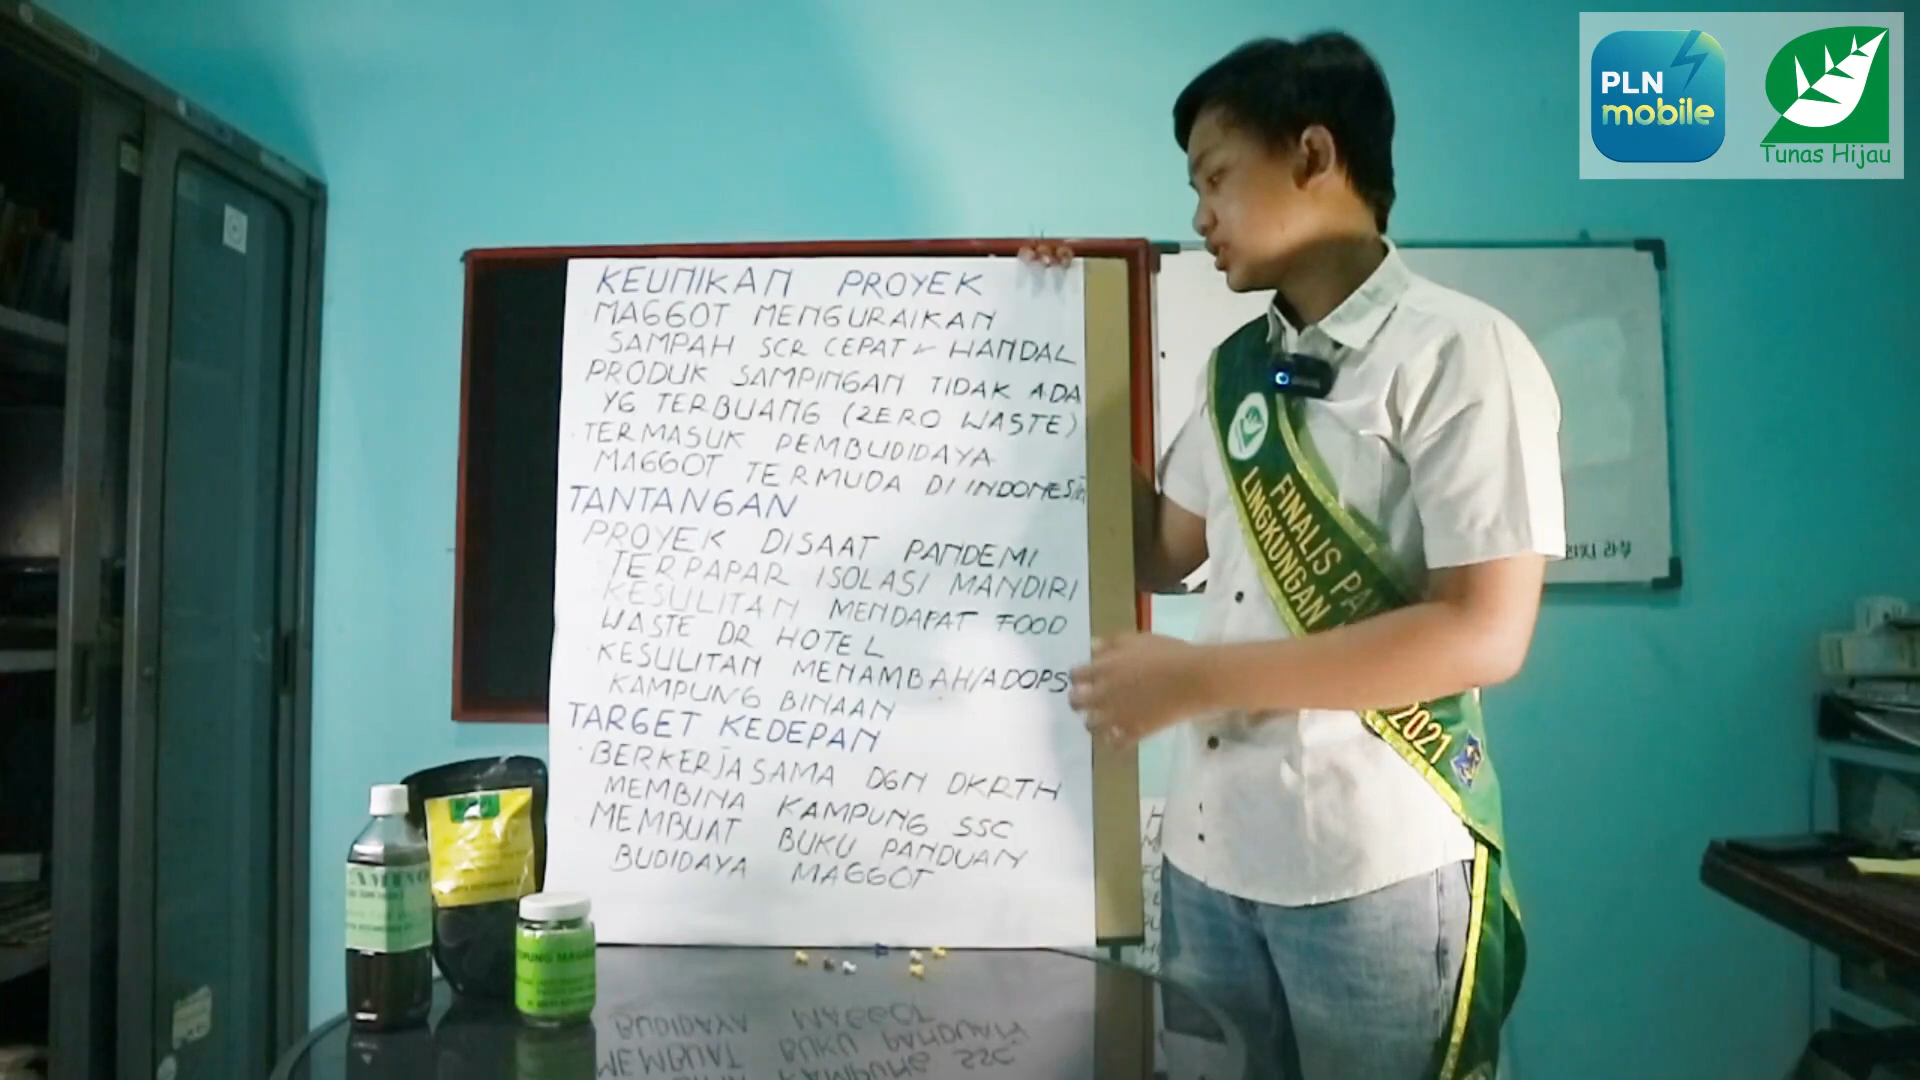 PLN
mobile
Tunas Hijau
KEUNIKAN PROYEK
MAGGOT MENGURAIKAN
SAMPAH SCR CEPAT HANDAL
PRODUK SAMPINGAN TIDAK ADA
YG TERBUANG (ZERO WASTE)
TERMASUK PEMBUDIDAYA
MAGGOT TERMUDA DI INDONESIA
TANTANGAN
PROYEK DISAAT PANDEMI
TERPAPAR ISOLASI MANDIRI
KESULITAN MENDAPAT FOOD
WASTE DR HOTEL
KESULITAN MENAMBAH/ADOPSI
KAMPUNG BINAAN
TARGET KEDEPAN
BERKERJASAMA DGN DKRTH
MEMBINA KAMPUNG SSC
MEMBUAT BUKU PANDUAN
BUDIDAYA MAGGOT
FINALIS
LINGKUNGAN
2021